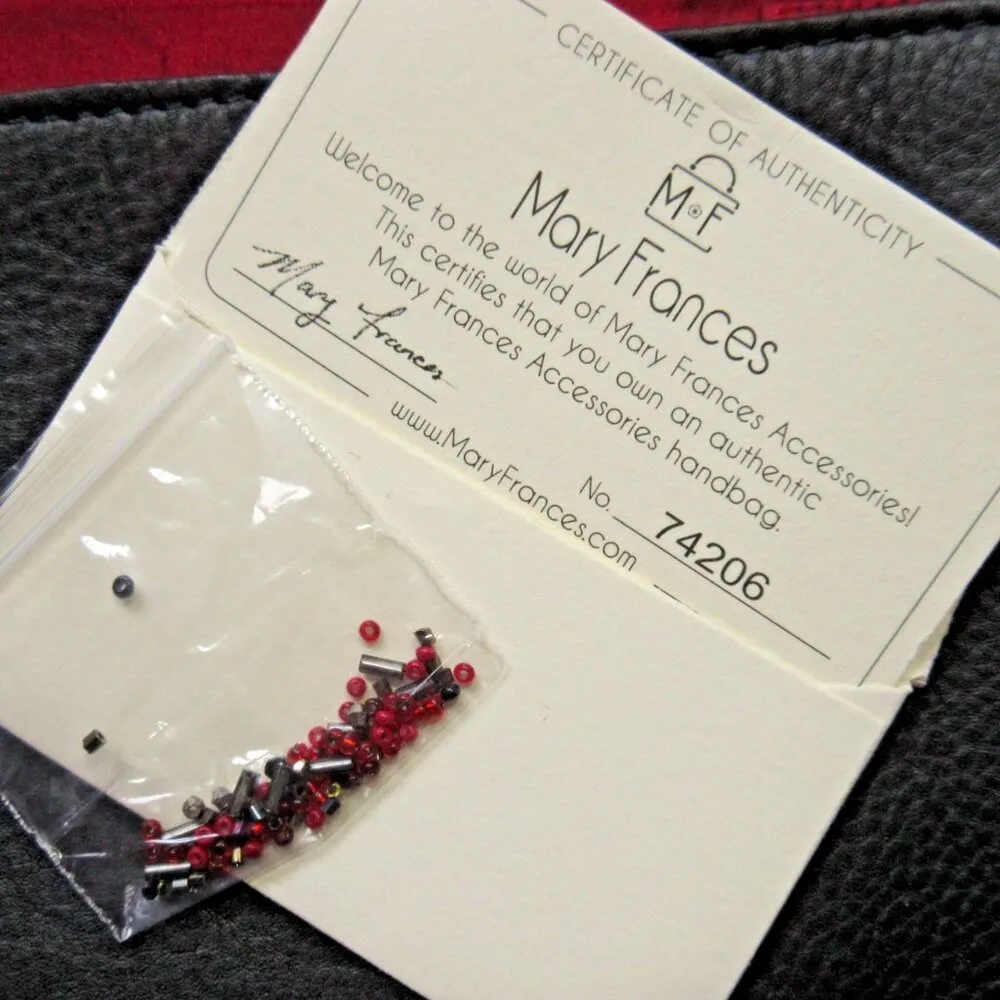 CERTIFICATE OF AUTHENTICITY
M F
Mary Frances
Welcome to the world of Mary Frances Accessories!
This certifies that you own an authentic
Mary Frances Accessories handbag.
Mary Frances
No. 74206
www.MaryFrances.com